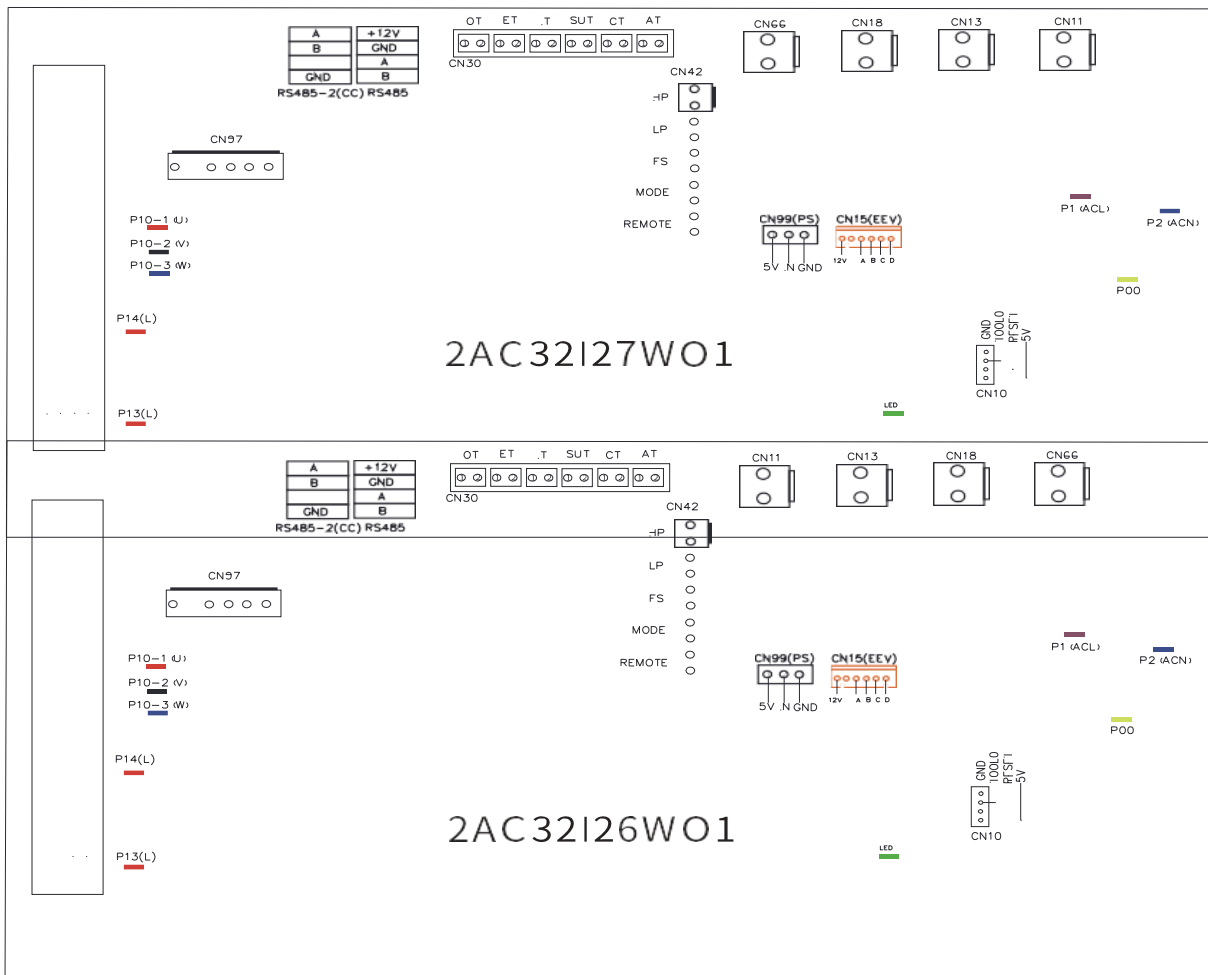 OT ET .T SUT CT AT
CN66 CN18 CN13 CN11
A +12V
B GND
A
GND B
RS485-2(CC) RS485
CN30
CN42
.HP
LP
FS
MODE
REMOTE
CN97
P10-1 (U)
P10-2 (V)
P10-3 (W)
P14(L)
P13(L)
CN99(PS)
5V .N GND
CN15(EEV)
12V A B C D
P1 (ACL)
P2 (ACN)
P00
GND
RESET
5V
CN10
LED
2AC32I27WO1
OT ET .T SUT CT AT
CN11 CN13 CN18 CN66
A +12V
B GND
A
GND B
RS485-2(CC) RS485
CN30
CN42
.HP
LP
FS
MODE
REMOTE
CN97
P10-1 (U)
P10-2 (V)
P10-3 (W)
P14(L)
P13(L)
CN99(PS)
5V .N GND
CN15(EEV)
12V A B C D
P1 (ACL)
P2 (ACN)
P00
GND
RESET
5V
CN10
LED
2AC32I26WO1